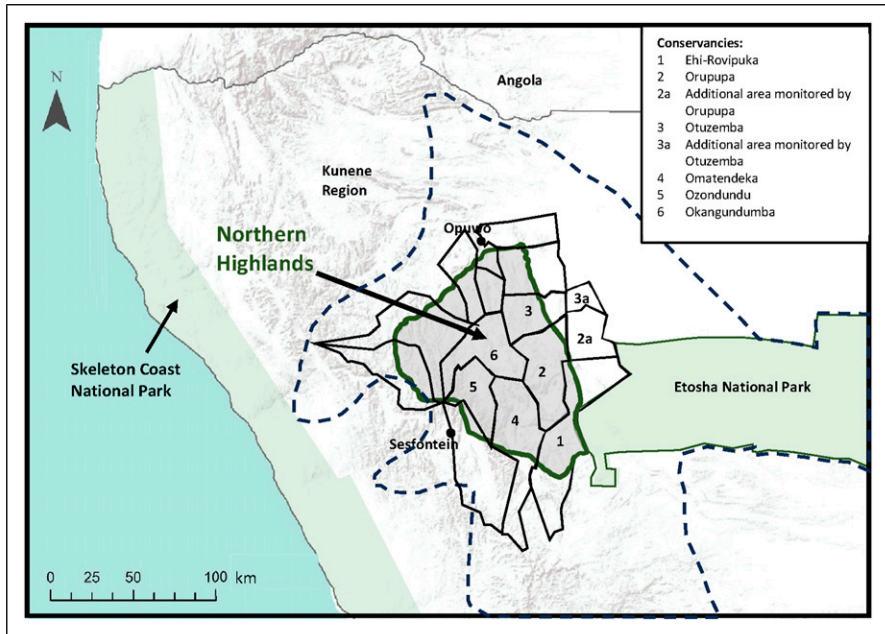 Conservancies:
1 Ehi-Rovipuka
2 Orupupa
2a Additional area monitored by
Orupupa
3 Otuzemba
3a Additional area monitored by
Otuzemba
4 Omatendeka
5 Ozondundu
6 Okangundumba
N
Angola
Kunene
Region
Opuwo
Northern
Highlands
3a
3
2a
6
2
5
4
1
Skeleton Coast
National Park
Etosha National Park
Sesfontein
0 25 50 100 km